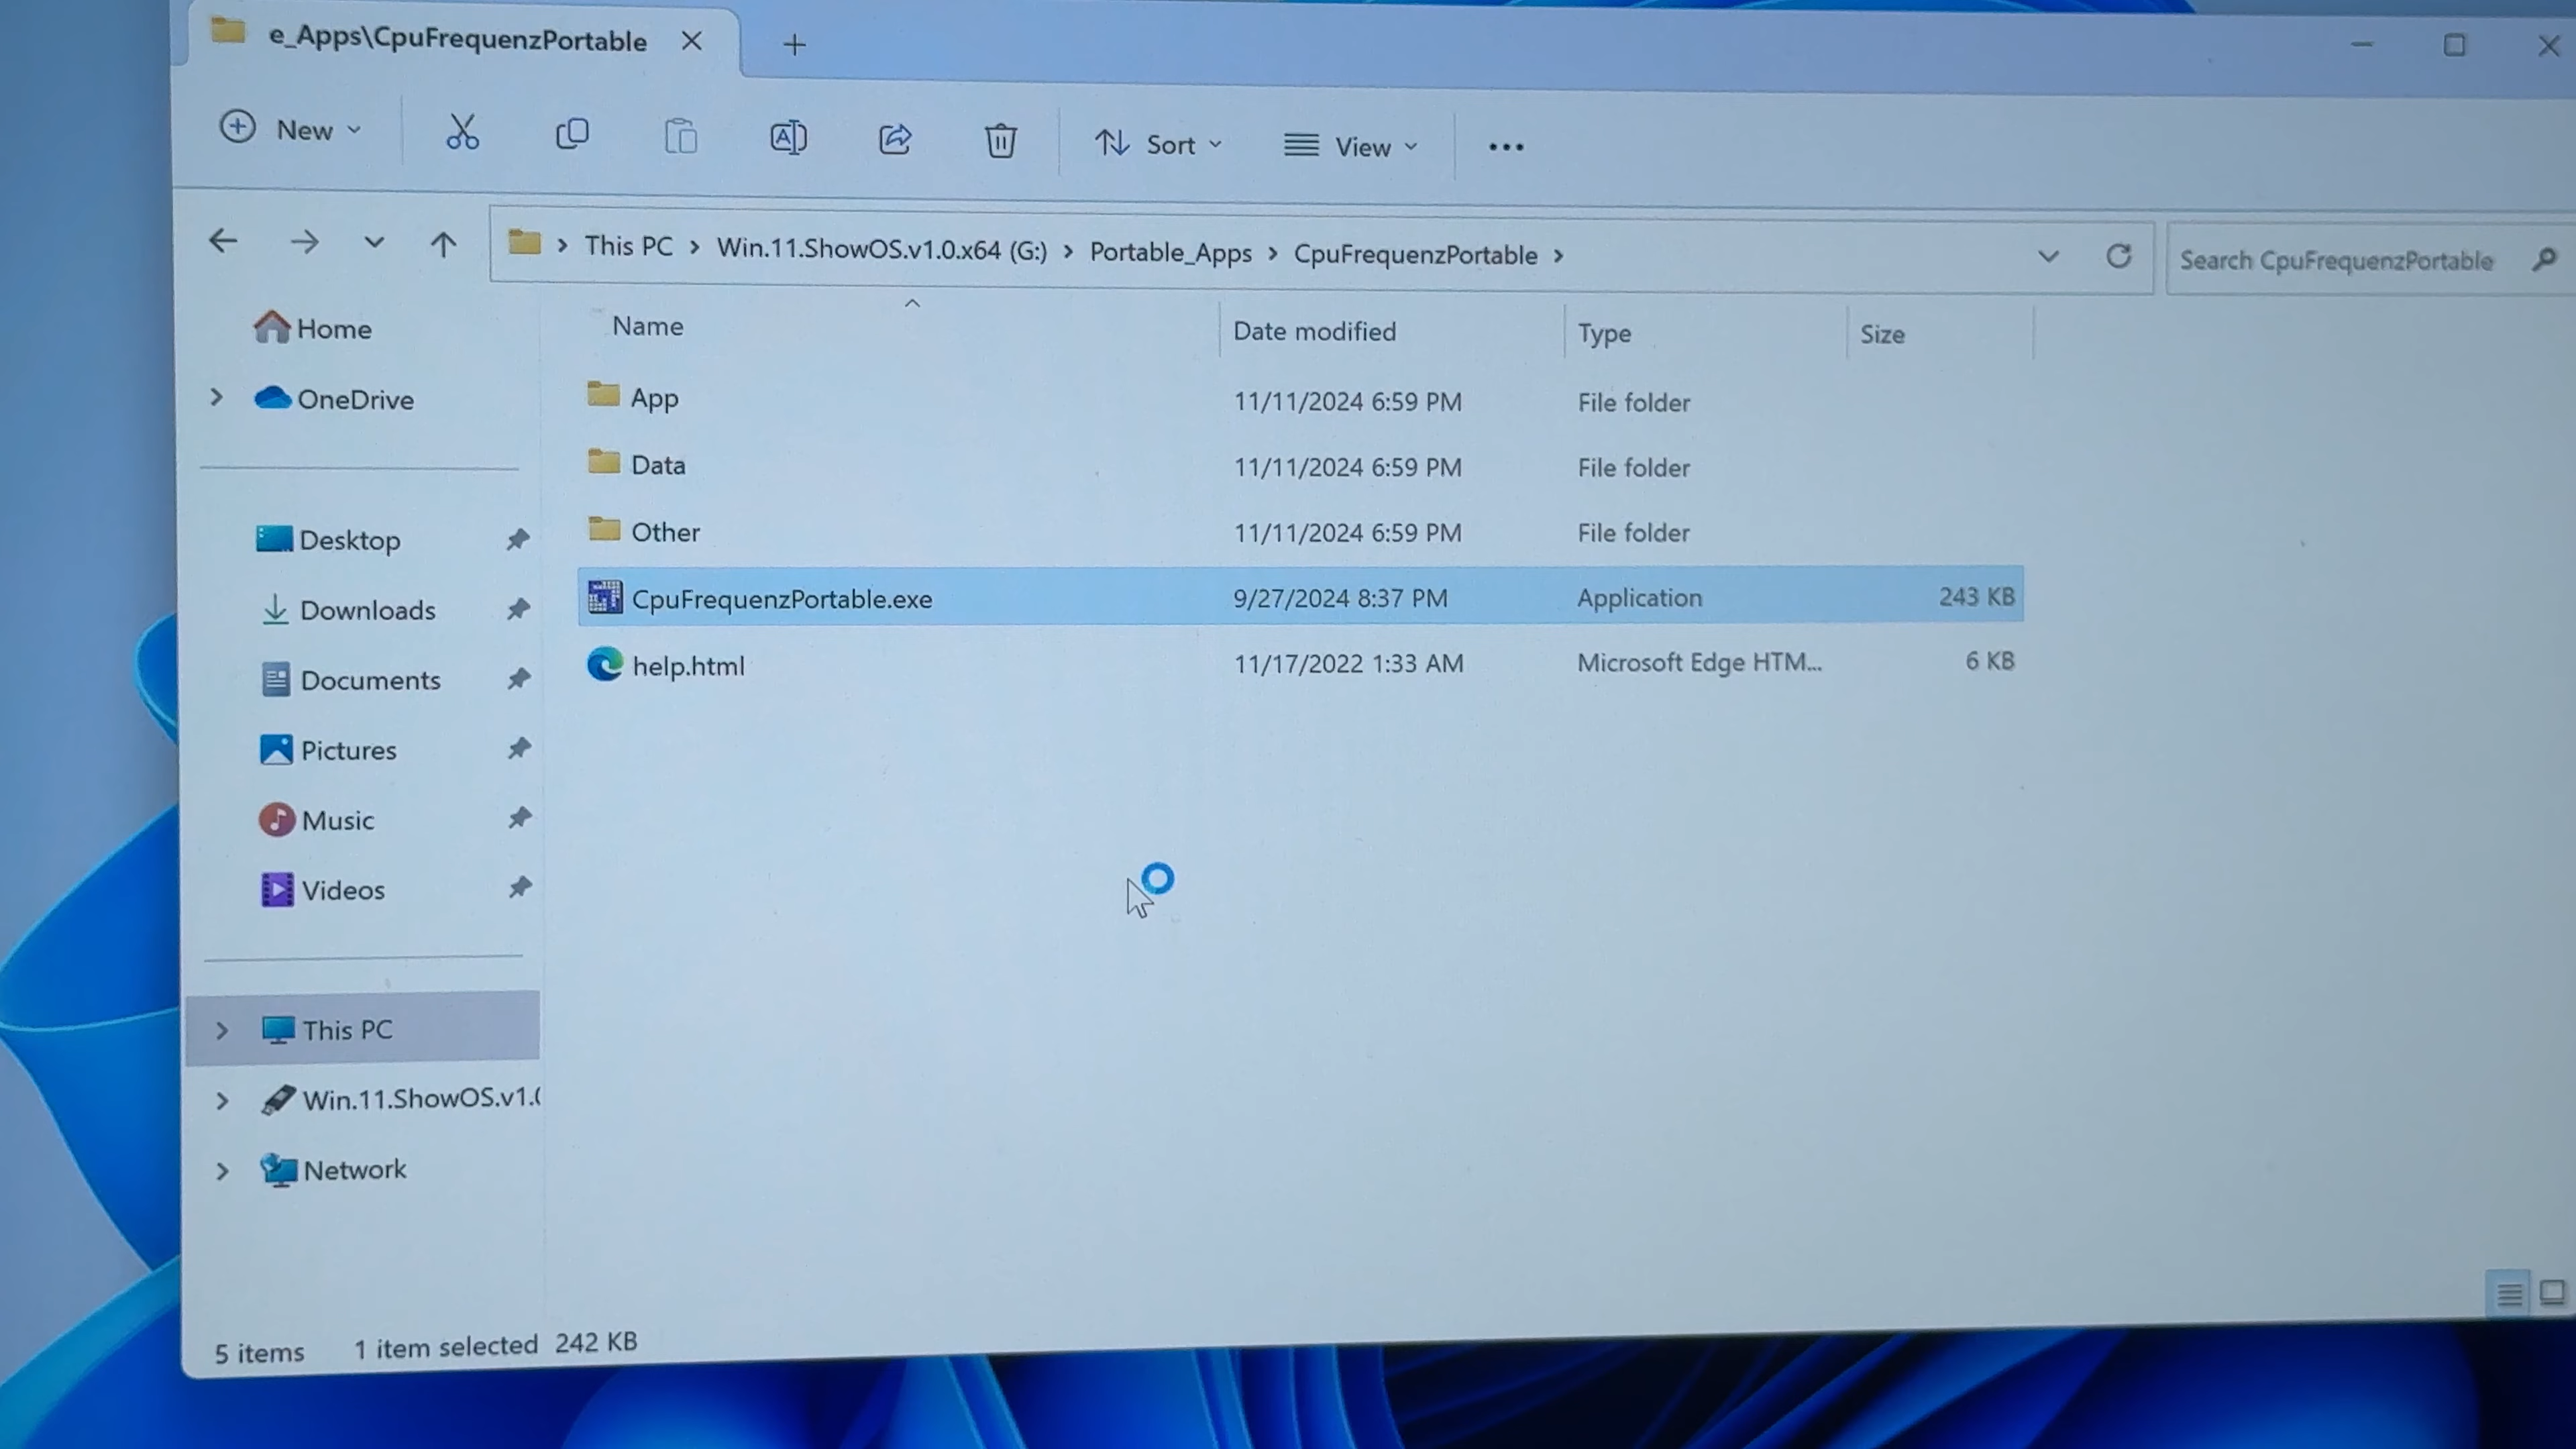 e_Apps\CpuFrequenzPortable
New
Sort
View
This PC > Win.11.ShowOS.v1.0.x64 (G:) > Portable_Apps > CpuFrequenzPortable >
Search CpuFrequenzPortable
Name Date modified Type Size
Home
OneDrive
Desktop
Downloads
Documents
Pictures
Music
Videos
This PC
Win.11.ShowOS.v1.(
Network
App 11/11/2024 6:59 PM File folder
Data 11/11/2024 6:59 PM File folder
Other 11/11/2024 6:59 PM File folder
CpuFrequenzPortable.exe 9/27/2024 8:37 PM Application 243 KB
help.html 11/17/2022 1:33 AM Microsoft Edge HTM... 6 KB
5 items 1 item selected 242 KB